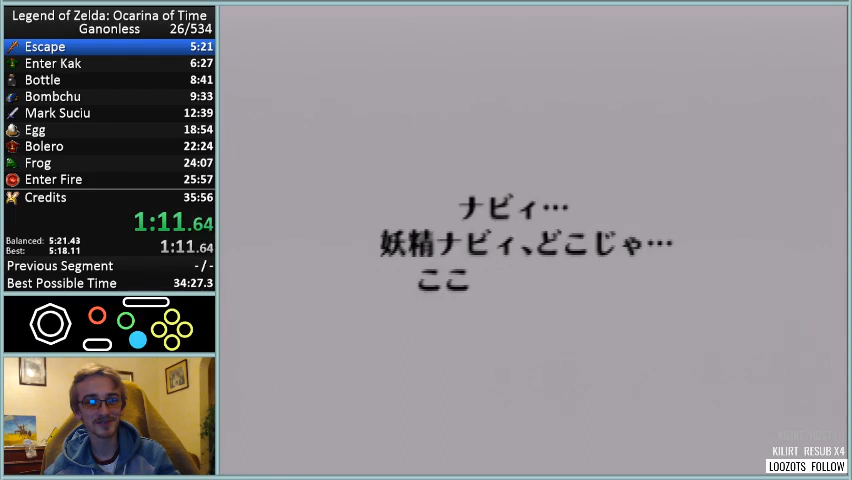 Legend of Zelda: Ocarina of Time
Ganonless 26/534
Escape 5:21
Enter Kak 6:27
Bottle 8:41
Bombchu 9:33
Mark Suciu 12:39
Egg 18:54
Bolero 22:24
Frog 24:07
Enter Fire 25:57
Credits 35:56
1:11.64
Balanced: 5:21.43
Best: 5:18.11
1:11.64
Previous Segment -/-
Best Possible Time 34:27.3
ナビィ…
妖精ナビィ、どこじゃ…
ここ
KILIRT RESUB X4
LOOZOTS FOLLOW